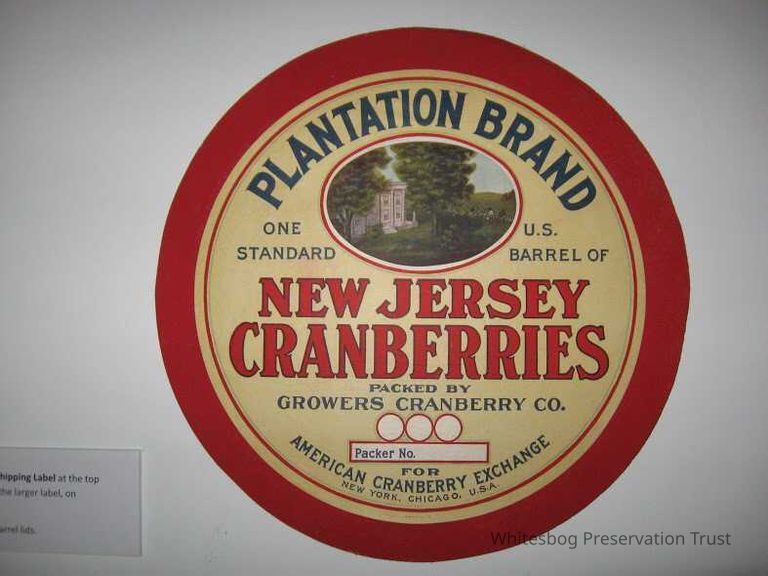 PLANTATION BRAND
ONE
STANDARD
U.S.
BARREL OF
NEW JERSEY
CRANBERRIES
PACKED BY
GROWERS CRANBERRY CO.
Packer No.
FOR
AMERICAN CRANBERRY EXCHANGE
NEW YORK, CHICAGO, U.S.A.
hipping Label at the top
the larger label, on
arrel lids.
Whitesbog Preservation Trust